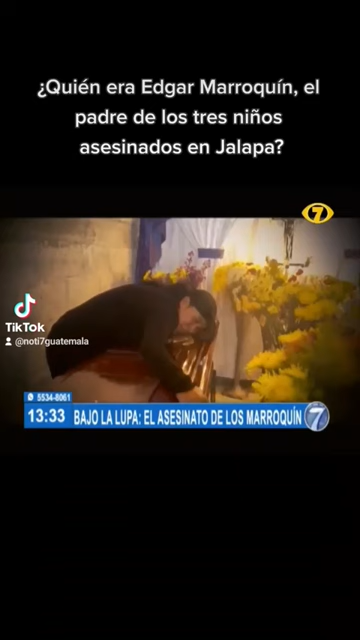 ¿Quién era Edgar Marroquín, el
padre de los tres niños
asesinados en Jalapa?
7
TikTok
@noti7guatemala
5534-8061
13:33 BAJO LA LUPA: EL ASESINATO DE LOS MARROQUÍN 7